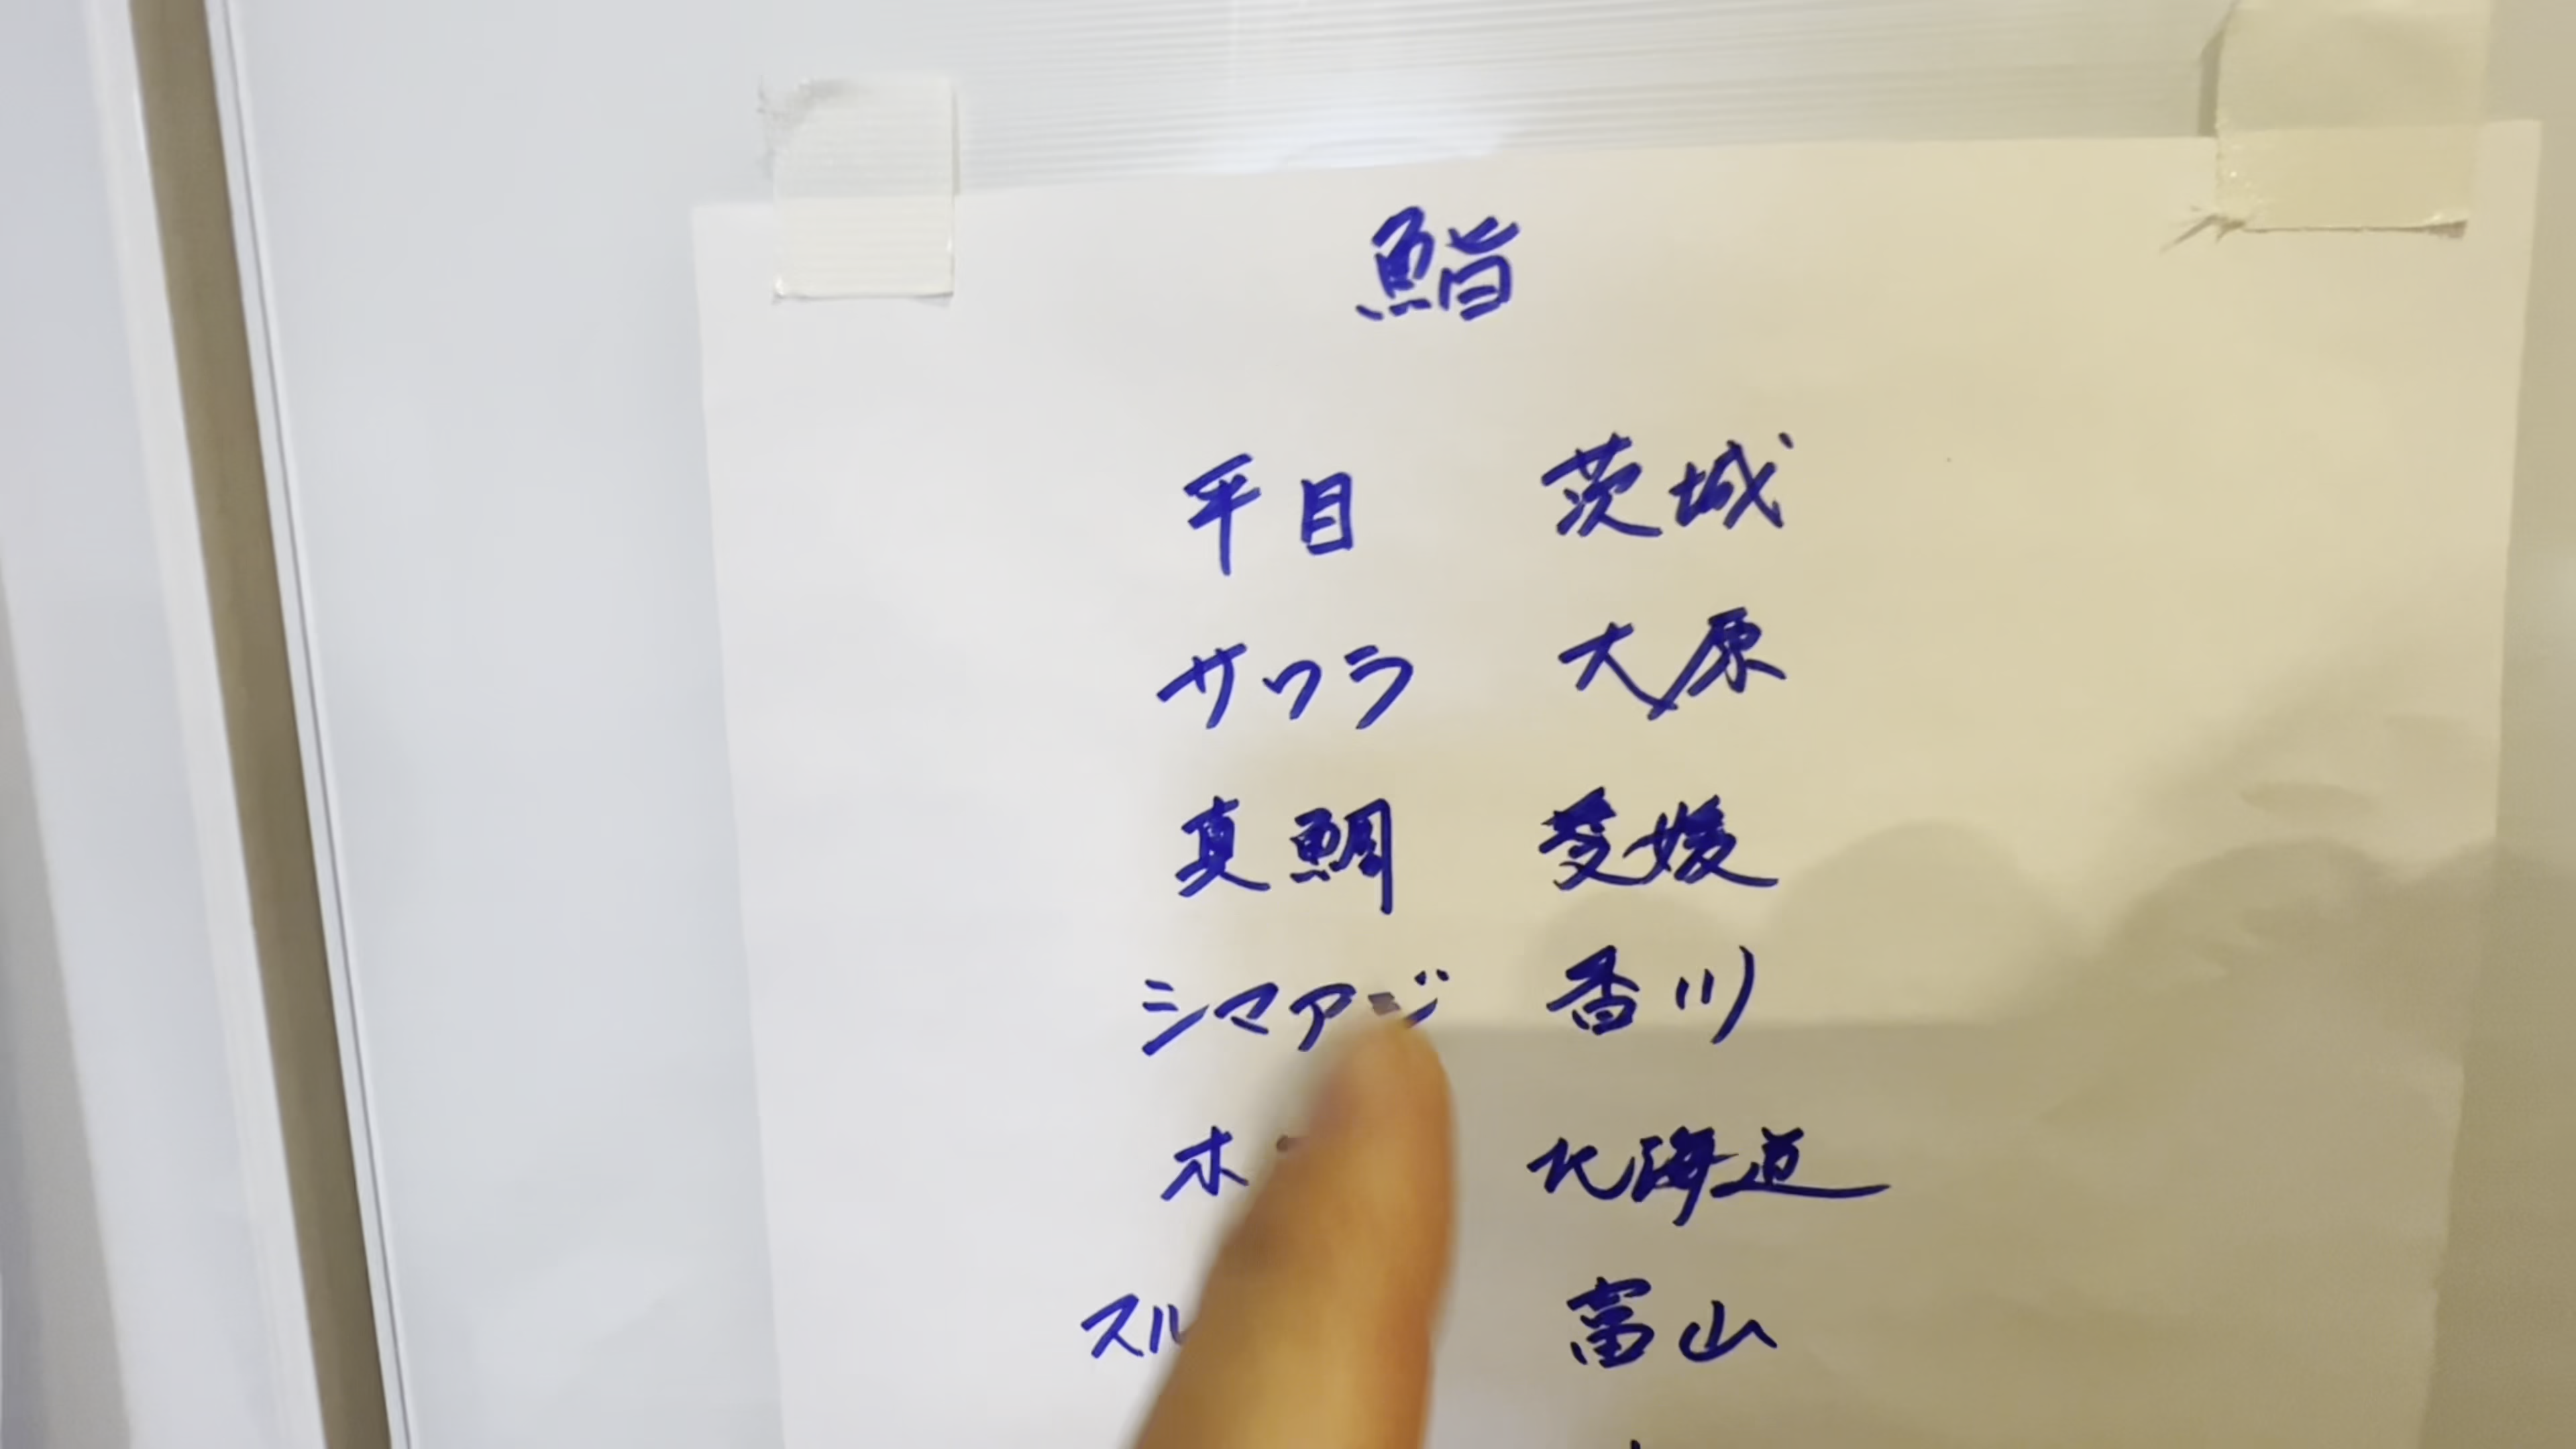 鮨
平目 茨城
サワラ 大原
真鯛 愛媛
シマアジ 香川
ホ 北海道
スル 富山